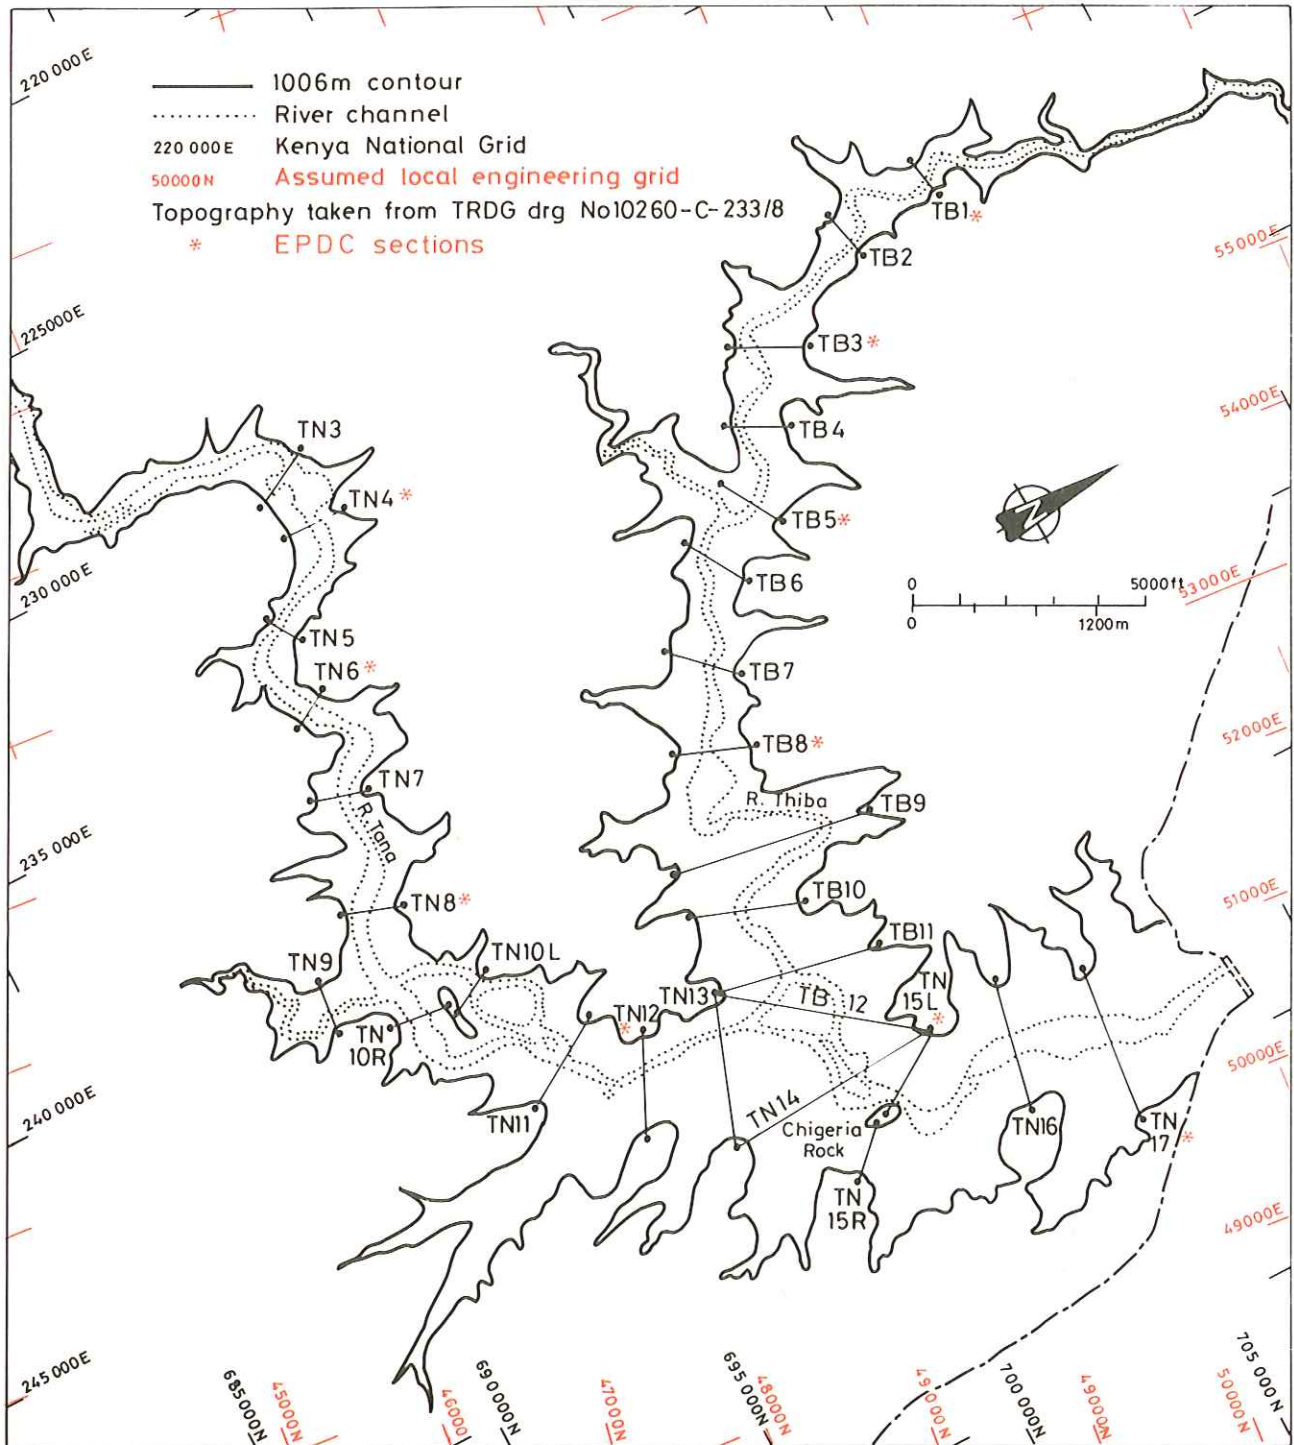 220 000E
1006m contour
River channel
220 000E Kenya National Grid
50000N Assumed local engineering grid
Topography taken from TRDG drg No10260-C-233/8
* EPDC sections
TB1*
TB2
55000E
225000E
TB3*
54000E
TB4
TN3
TN4*
TB5*
N
TB6
0 5000ft
0 1200m
53000E
230 000E
TN5
TN6*
TB7
52000E
TB8*
TN7
R. Tana
R. Thiba
TB9
235 000E
TN8*
TB10
51000E
TB11
TN9
TN10L
TN13
TB 12
TN
15L
*
TN12
*
TN
10R
50000E
240 000E
TN11
TN14
Chigeria
Rock
TN16
TN
17*
TN
15R
49000E
245 000E
685000N
45000N
46000
690000N
47000N
695000N
48000N
49000N
700 000N
49000N
50000N
705 000N